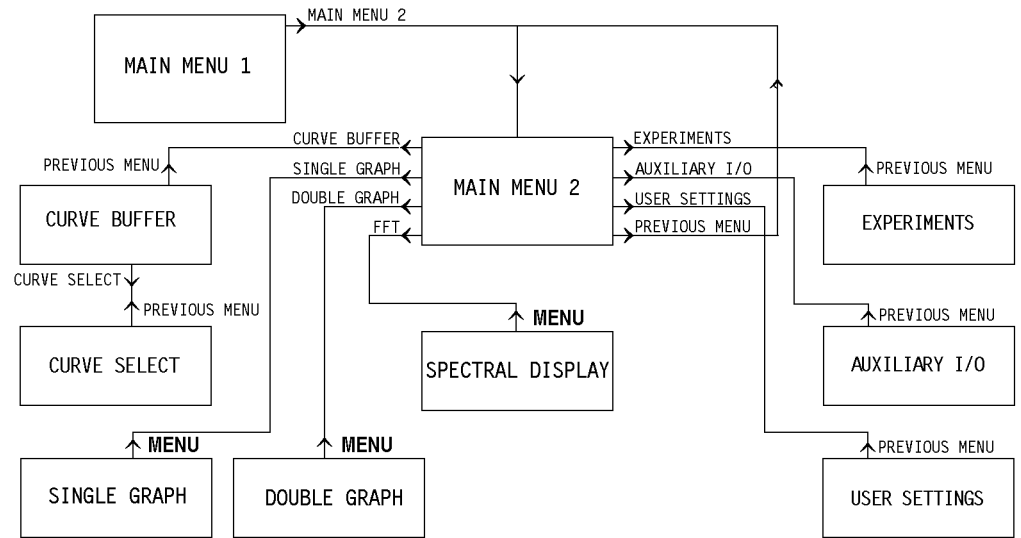 MAIN MENU 2
MAIN MENU 1
CURVE BUFFER
EXPERIMENTS
PREVIOUS MENU
SINGLE GRAPH
AUXILIARY I/O
PREVIOUS MENU
MAIN MENU 2
DOUBLE GRAPH
USER SETTINGS
CURVE BUFFER
EXPERIMENTS
FFT
PREVIOUS MENU
CURVE SELECT
PREVIOUS MENU
MENU
PREVIOUS MENU
CURVE SELECT
SPECTRAL DISPLAY
AUXILIARY I/O
MENU
MENU
PREVIOUS MENU
SINGLE GRAPH
DOUBLE GRAPH
USER SETTINGS